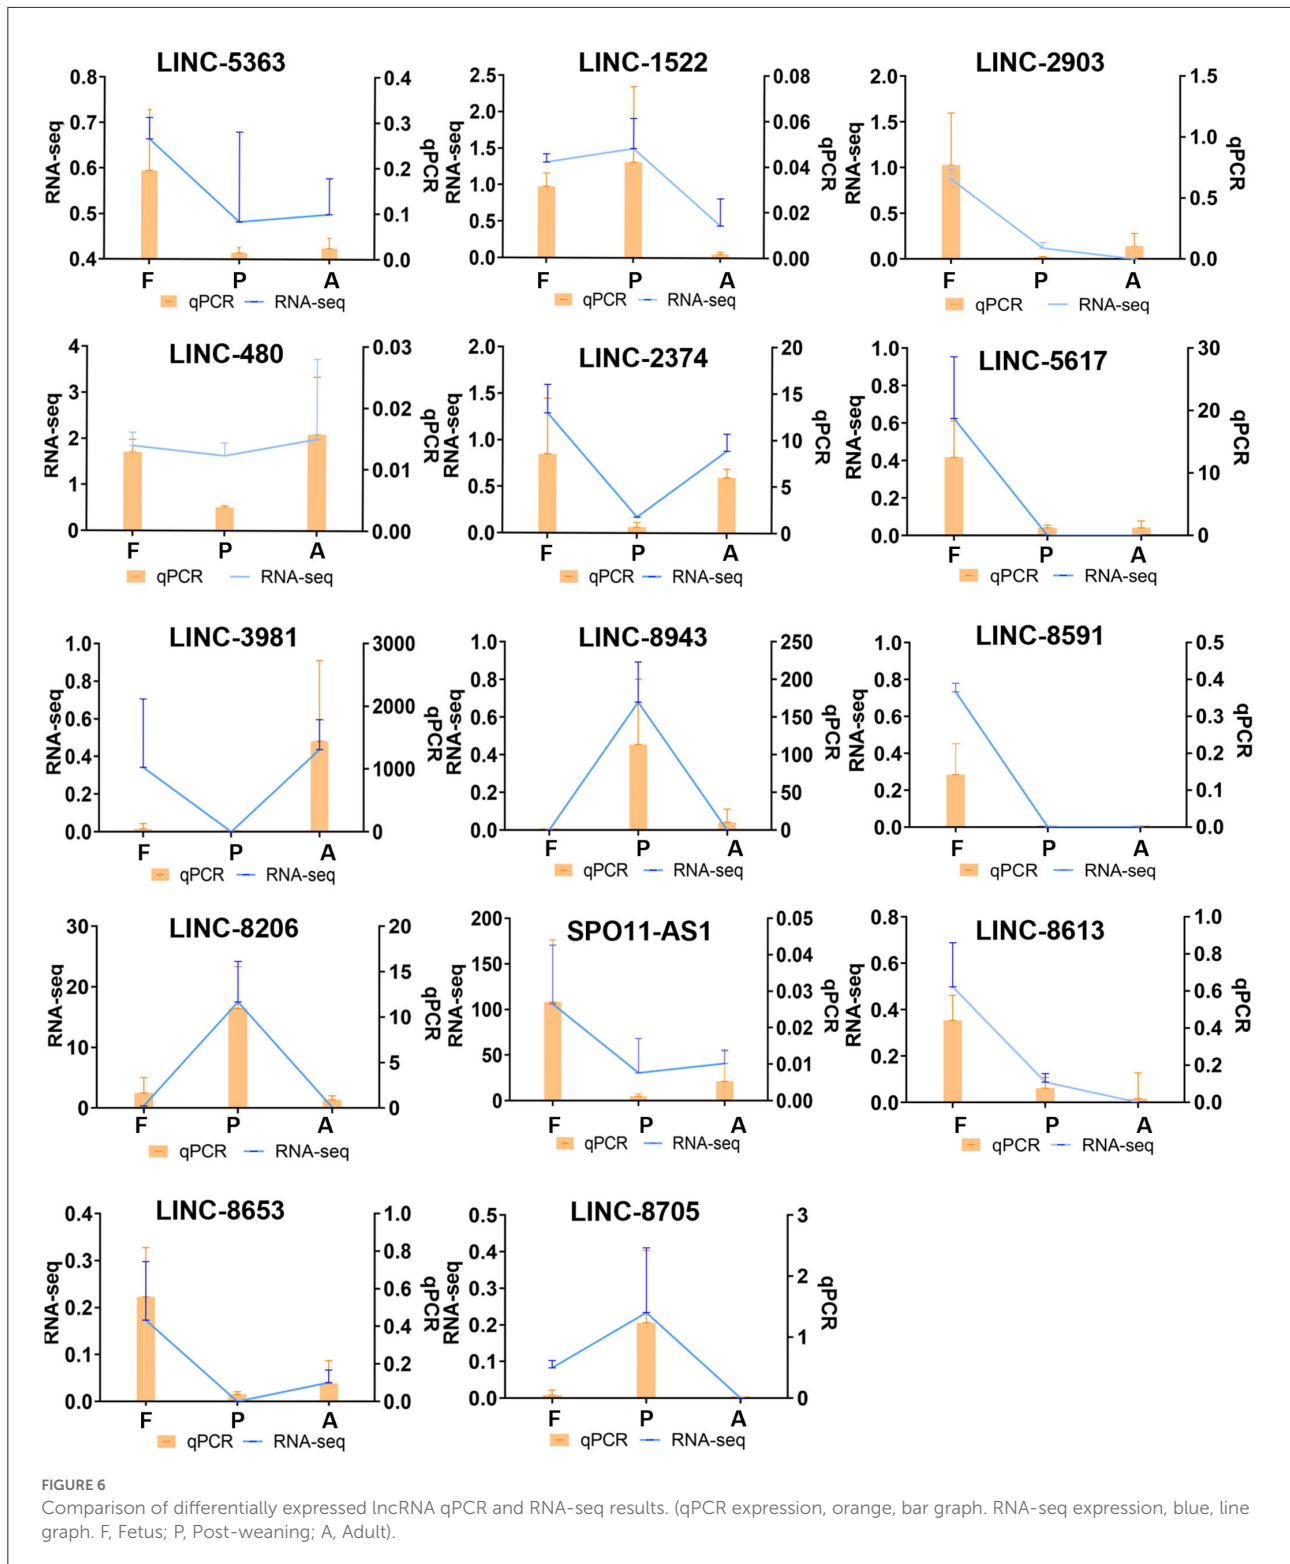 LINC-5363
0.8
0.7
0.6
0.5
0.4
RNA-seq
0.4
0.3
0.2
0.1
0.0
qPCR
F P A
qPCR RNA-seq
LINC-1522
2.5
2.0
1.5
1.0
0.5
0.0
RNA-seq
0.08
0.06
0.04
0.02
0.00
qPCR
F P A
qPCR RNA-seq
LINC-2903
2.0
1.5
1.0
0.5
0.0
RNA-seq
1.5
1.0
0.5
0.0
qPCR
F P A
qPCR RNA-seq
LINC-480
4
3
2
1
0
RNA-seq
0.03
0.02
0.01
0.00
qPCR
F P A
qPCR RNA-seq
LINC-2374
2.0
1.5
1.0
0.5
0.0
RNA-seq
20
15
10
5
0
qPCR
F P A
qPCR RNA-seq
LINC-5617
1.0
0.8
0.6
0.4
0.2
0.0
RNA-seq
30
20
10
0
qPCR
F P A
qPCR RNA-seq
LINC-3981
1.0
0.8
0.6
0.4
0.2
0.0
RNA-seq
3000
2000
1000
0
qPCR
F P A
qPCR RNA-seq
LINC-8943
1.0
0.8
0.6
0.4
0.2
0.0
RNA-seq
250
200
150
100
50
0
qPCR
F P A
qPCR RNA-seq
LINC-8591
1.0
0.8
0.6
0.4
0.2
0.0
RNA-seq
0.5
0.4
0.3
0.2
0.1
0.0
qPCR
F P A
qPCR RNA-seq
LINC-8206
30
20
10
0
RNA-seq
20
15
10
5
0
qPCR
F P A
qPCR RNA-seq
SPO11-AS1
200
150
100
50
0
RNA-seq
0.05
0.04
0.03
0.02
0.01
0.00
qPCR
F P A
qPCR RNA-seq
LINC-8613
0.8
0.6
0.4
0.2
0.0
RNA-seq
1.0
0.8
0.6
0.4
0.2
0.0
qPCR
F P A
qPCR RNA-seq
LINC-8653
0.4
0.3
0.2
0.1
0.0
RNA-seq
1.0
0.8
0.6
0.4
0.2
0.0
qPCR
F P A
qPCR RNA-seq
LINC-8705
0.5
0.4
0.3
0.2
0.1
0.0
RNA-seq
3
2
1
0
qPCR
F P A
qPCR RNA-seq
FIGURE 6
Comparison of differentially expressed lncRNA qPCR and RNA-seq results. (qPCR expression, orange, bar graph. RNA-seq expression, blue, line
graph. F, Fetus; P, Post-weaning; A, Adult).